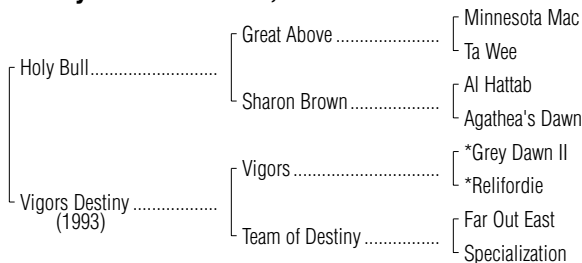 Minnesota Mac
Great Above
Ta Wee
Holy Bull
Al Hattab
Sharon Brown
Agathea's Dawn
*Grey Dawn II
Vigors
*Relifordie
Vigors Destiny
(1993)
Far Out East
Team of Destiny
Specialization